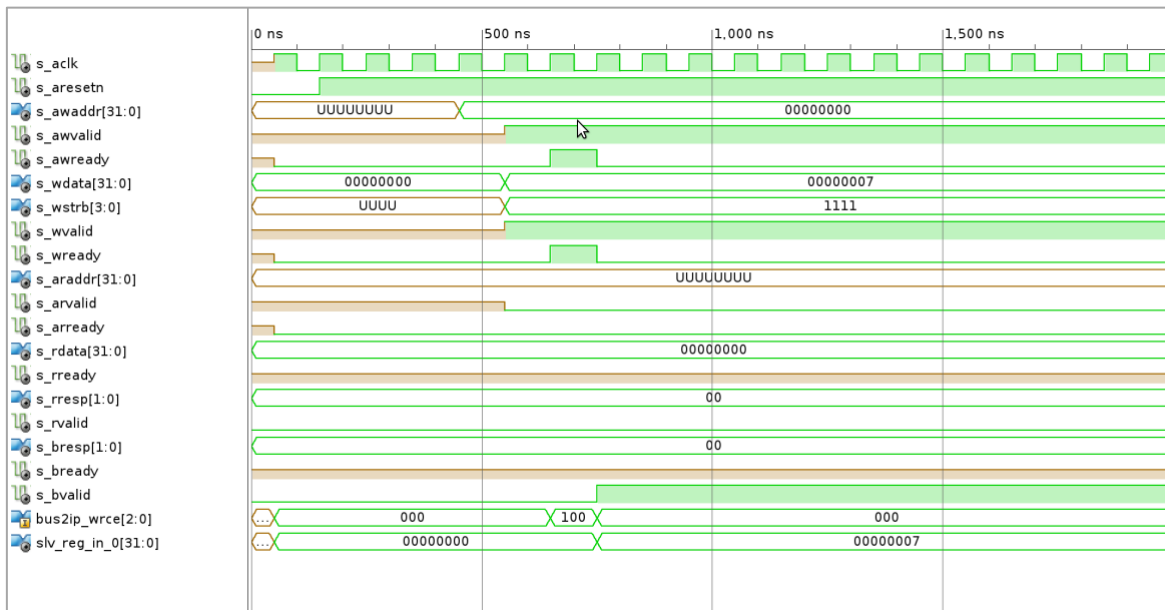 0 ns 500 ns 1,000 ns 1,500 ns
s_aclk
s_aresetn
s_awaddr[31:0] UUUUUUUU 00000000
s_awvalid
s_awready
s_wdata[31:0] 00000000 00000007
s_wstrb[3:0] UUUU 1111
s_wvalid
s_wready
s_araddr[31:0] UUUUUUUU
s_arvalid
s_arready
s_rdata[31:0] 00000000
s_rready
s_rresp[1:0] 00
s_rvalid
s_bresp[1:0] 00
s_bready
s_bvalid
bus2ip_wrce[2:0] ... 000 100 000
slv_reg_in_0[31:0] ... 00000000 00000007